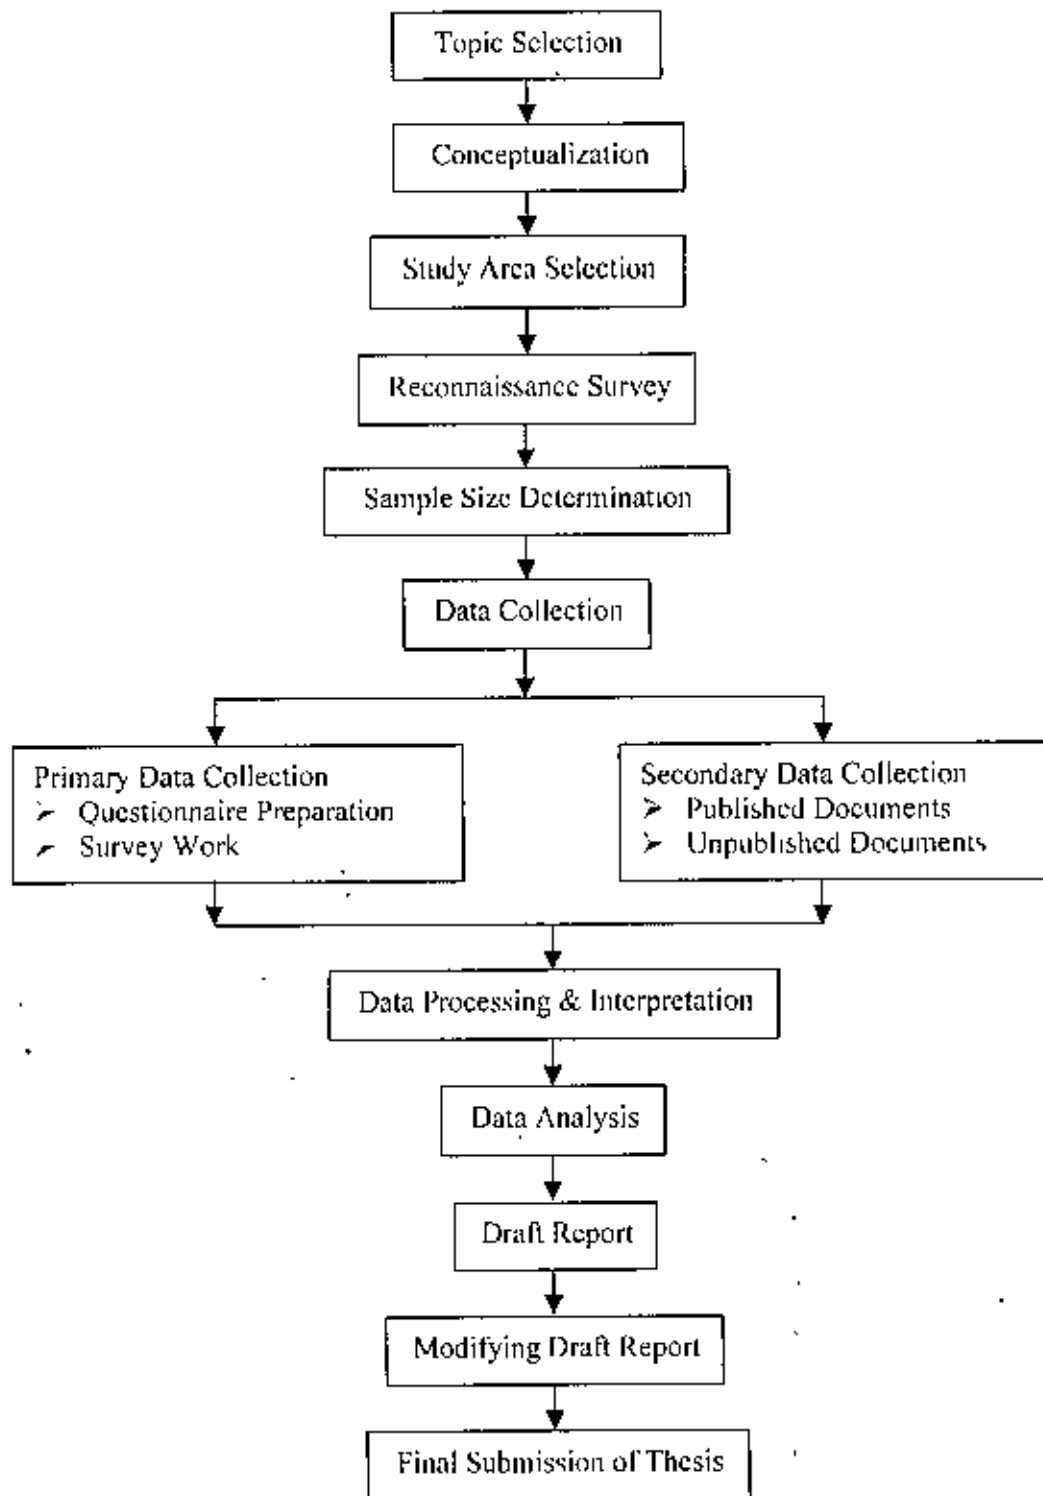 Topic Selection
Conceptualization
Study Area Selection
Reconnaissance Survey
Sample Size Determination
Data Collection
Primary Data Collection
➢ Questionnaire Preparation
➢ Survey Work
Secondary Data Collection
➢ Published Documents
➢ Unpublished Documents
Data Processing & Interpretation
Data Analysis
Draft Report
Modifying Draft Report
Final Submission of Thesis